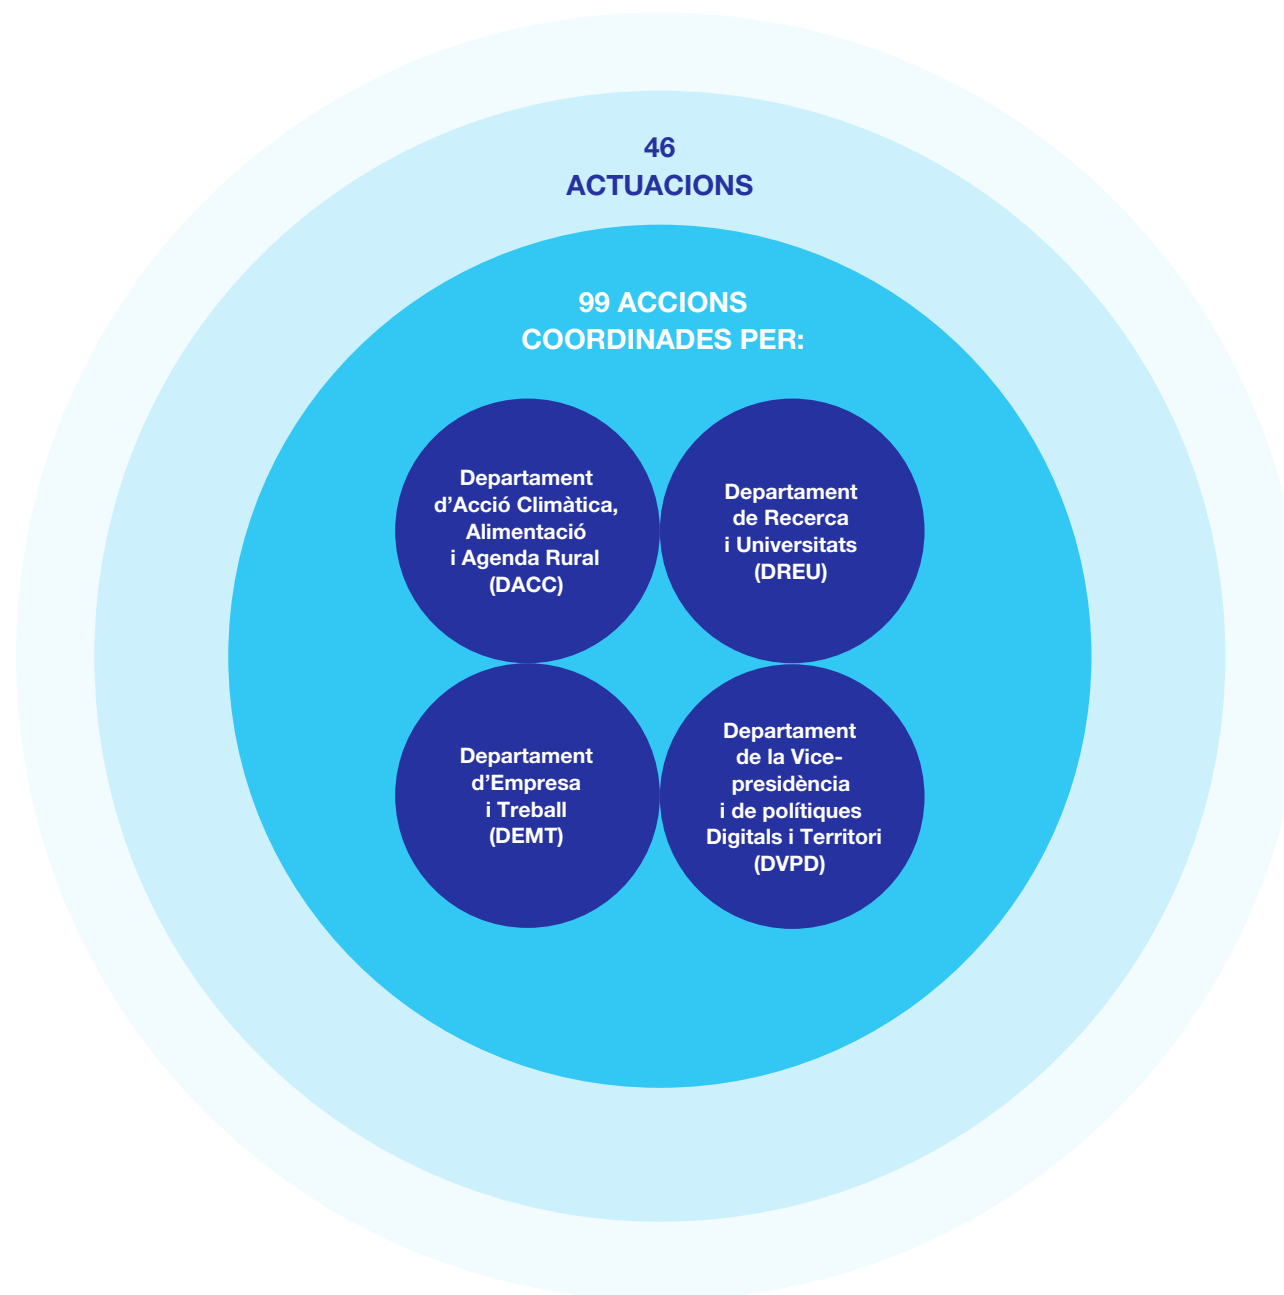 46
ACTUACIONS
99 ACCIONS
COORDINADES PER:
Departament
d’Acció Climàtica,
Alimentació
i Agenda Rural
(DACC)
Departament
de Recerca
i Universitats
(DREU)
Departament
d’Empresa
i Treball
(DEMT)
Departament
de la Vice-
presidència
i de polítiques
Digitals i Territori
(DVPD)